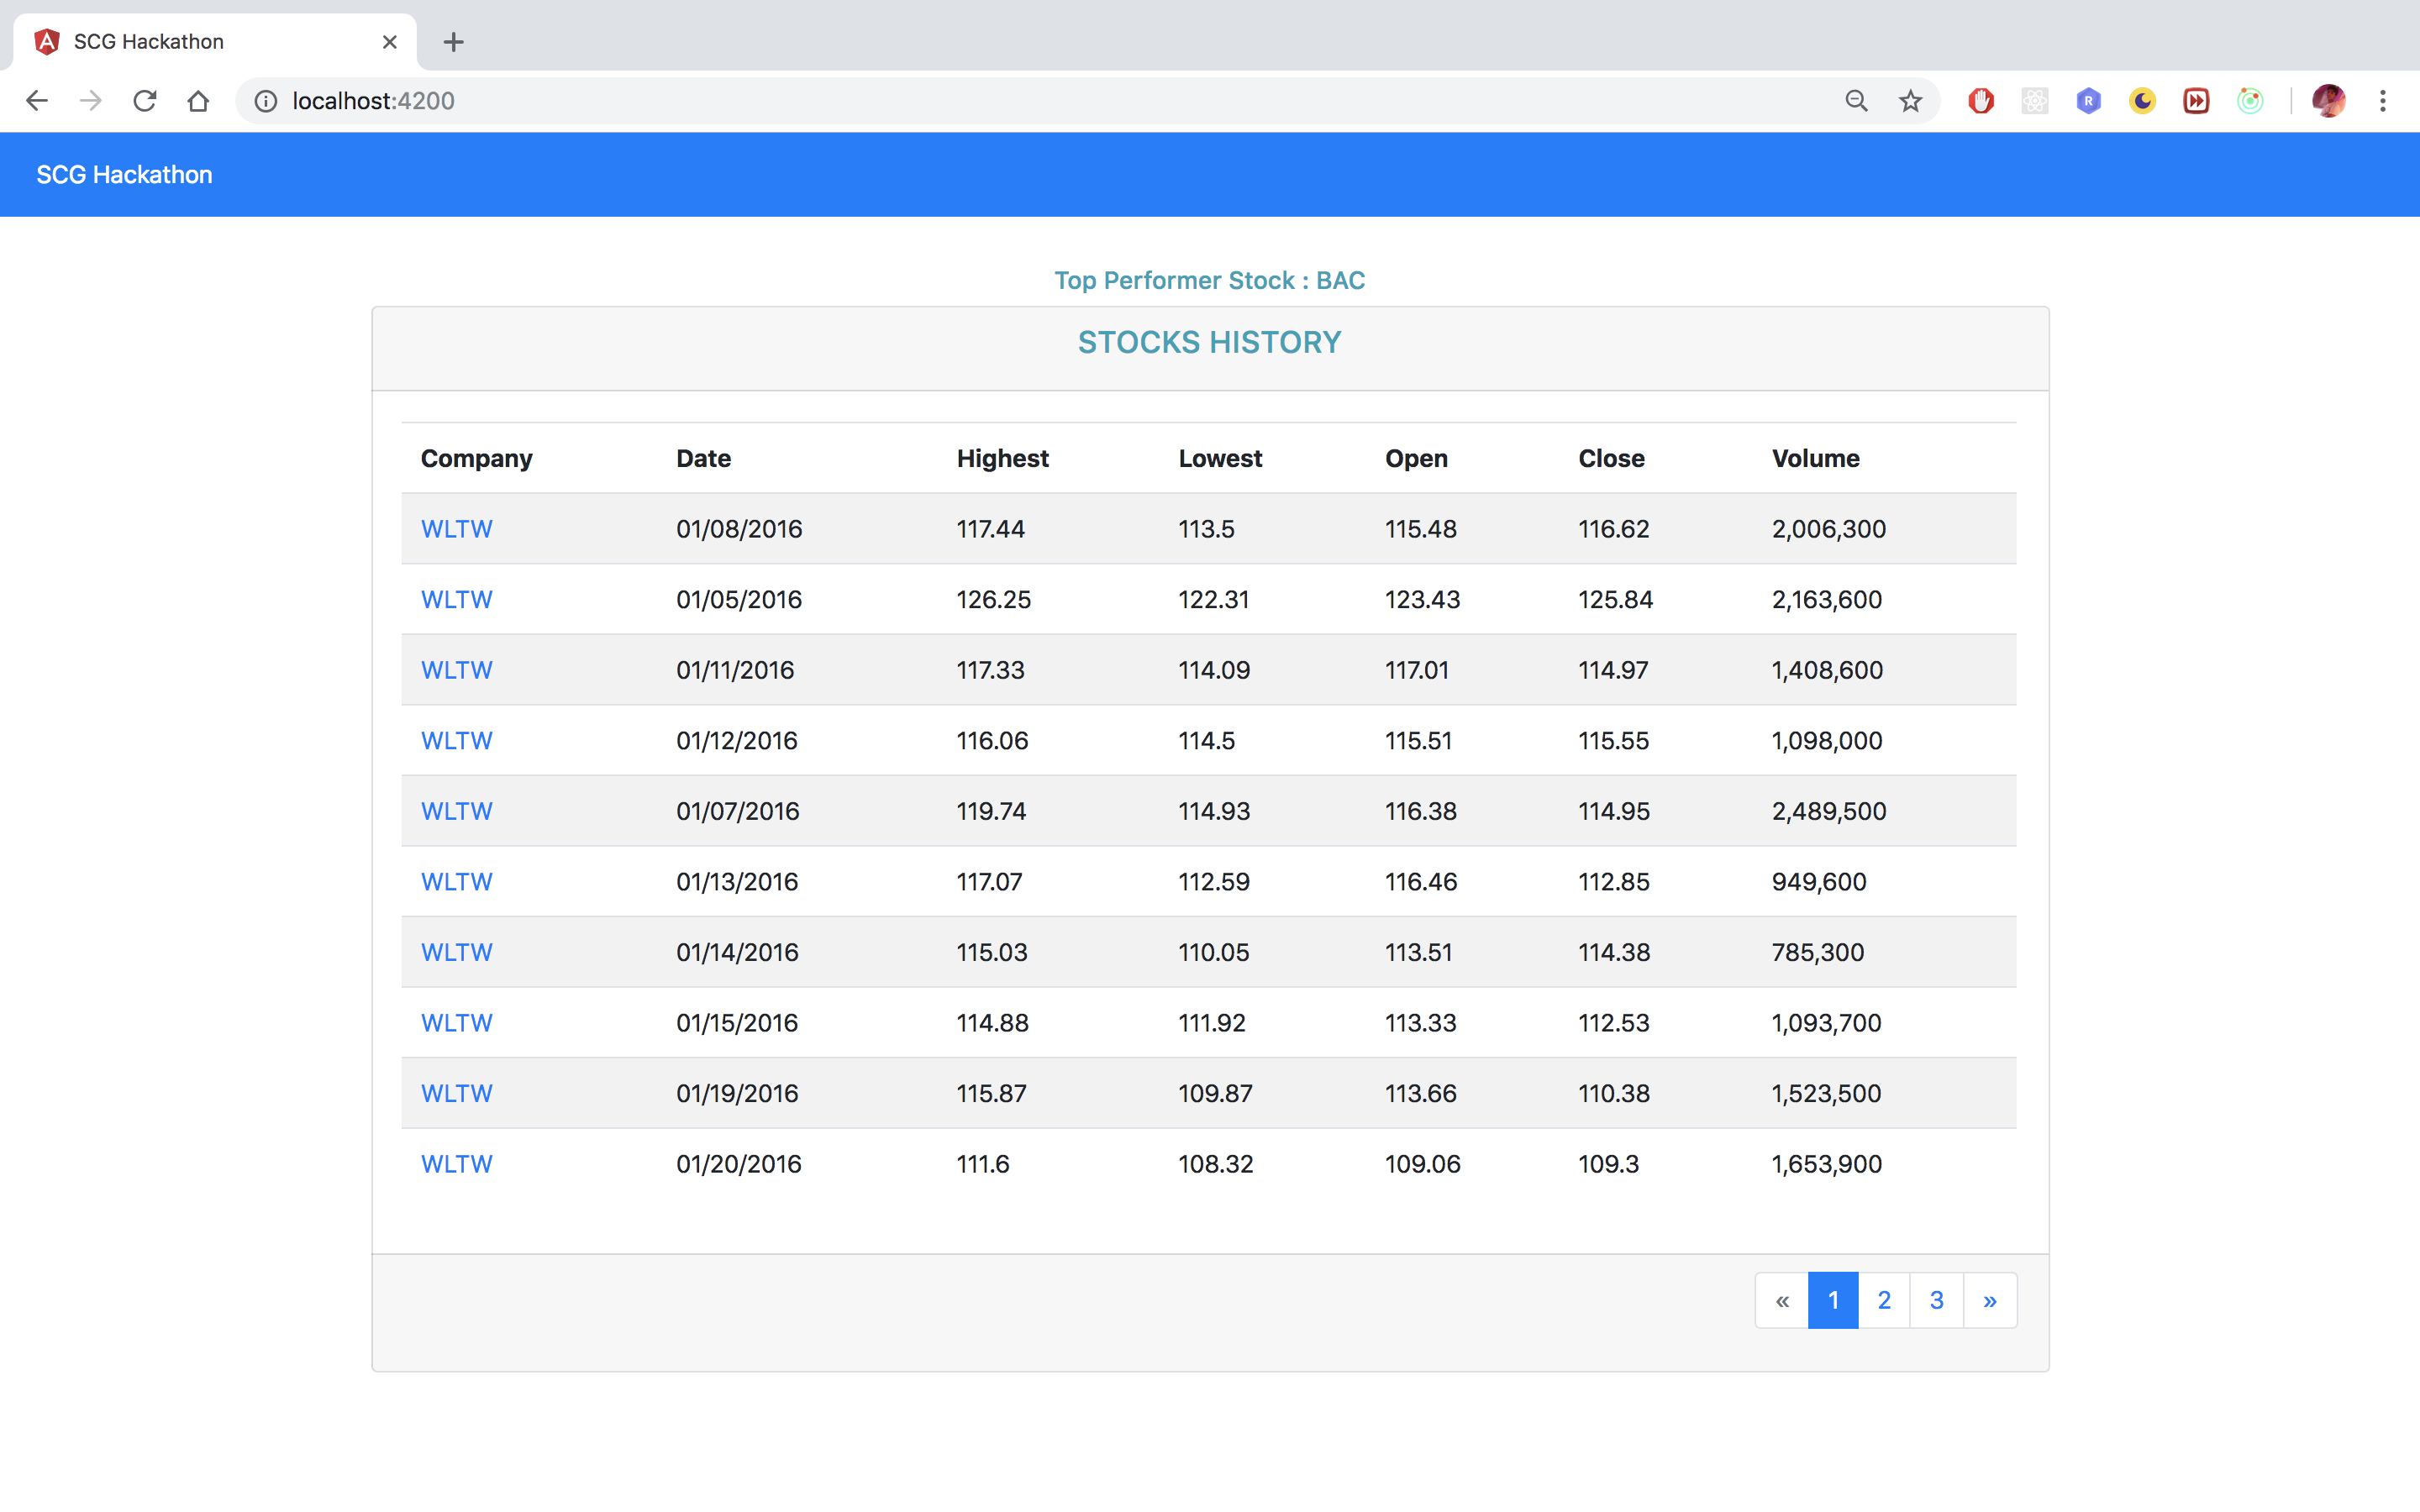 SCG Hackathon
localhost:4200
SCG Hackathon
Top Performer Stock : BAC
STOCKS HISTORY
Company Date Highest Lowest Open Close Volume
WLTW 01/08/2016 117.44 113.5 115.48 116.62 2,006,300
WLTW 01/05/2016 126.25 122.31 123.43 125.84 2,163,600
WLTW 01/11/2016 117.33 114.09 117.01 114.97 1,408,600
WLTW 01/12/2016 116.06 114.5 115.51 115.55 1,098,000
WLTW 01/07/2016 119.74 114.93 116.38 114.95 2,489,500
WLTW 01/13/2016 117.07 112.59 116.46 112.85 949,600
WLTW 01/14/2016 115.03 110.05 113.51 114.38 785,300
WLTW 01/15/2016 114.88 111.92 113.33 112.53 1,093,700
WLTW 01/19/2016 115.87 109.87 113.66 110.38 1,523,500
WLTW 01/20/2016 111.6 108.32 109.06 109.3 1,653,900
« 1 2 3 »